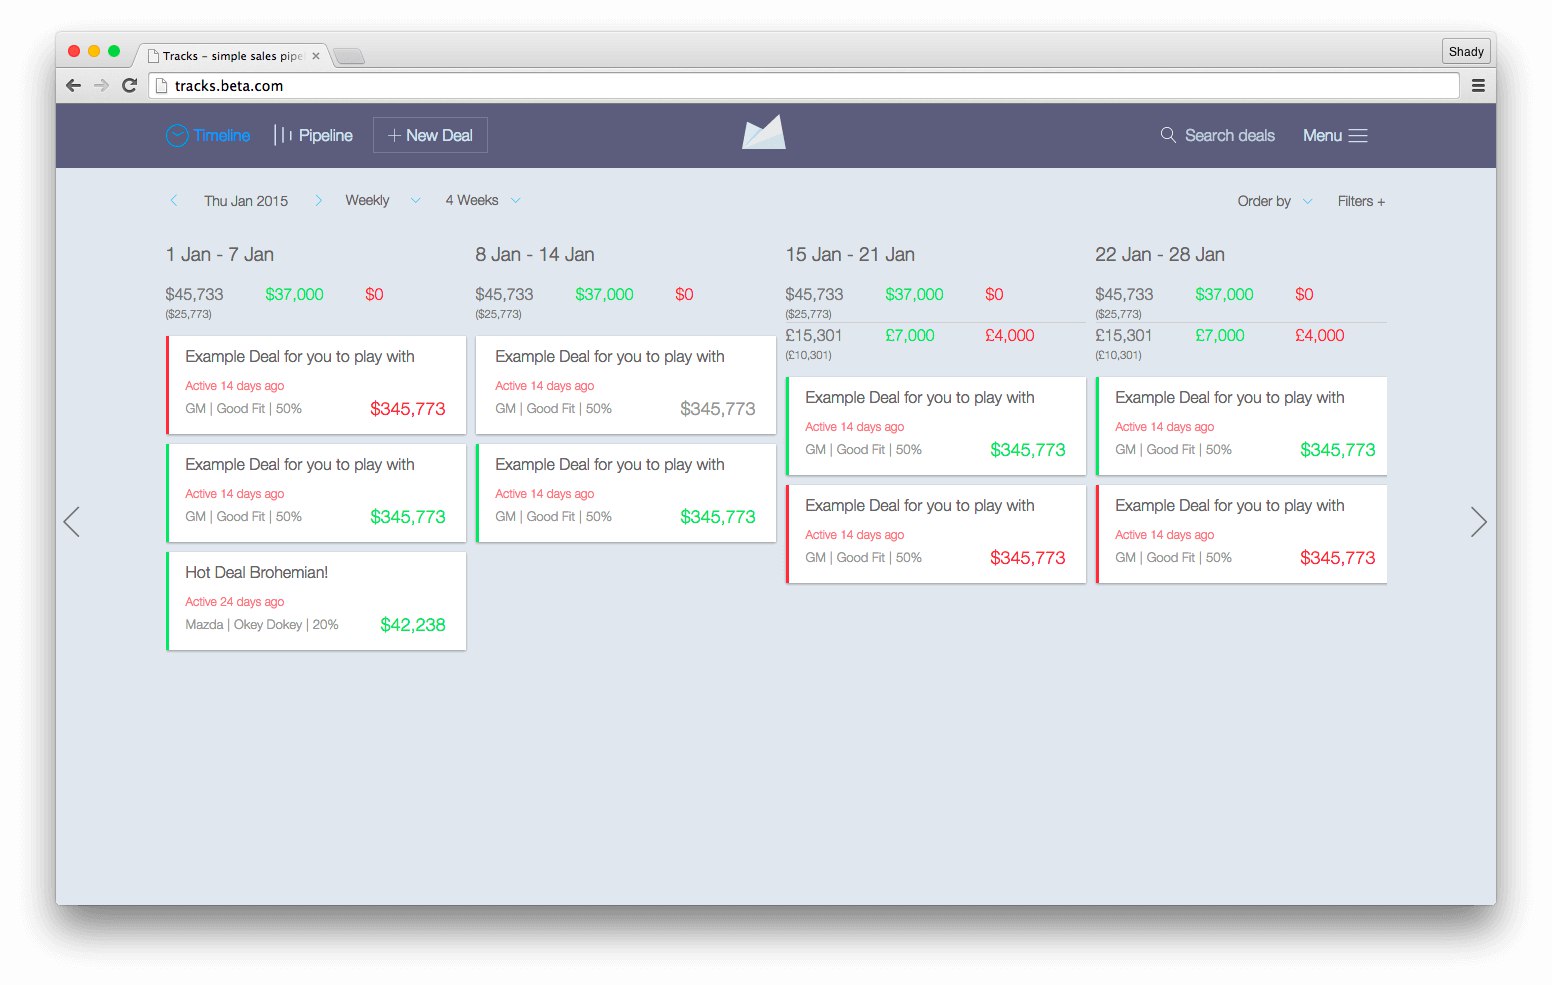 Tracks – simple sales pipe
Shady
tracks.beta.com
Timeline
Pipeline
+ New Deal
Search deals
Menu
Thu Jan 2015
Weekly
4 Weeks
Order by
Filters +
1 Jan - 7 Jan
$45,733 $37,000 $0
($25,773)
Example Deal for you to play with
Active 14 days ago
GM | Good Fit | 50% $345,773
Example Deal for you to play with
Active 14 days ago
GM | Good Fit | 50% $345,773
Hot Deal Brohemian!
Active 24 days ago
Mazda | Okey Dokey | 20% $42,238
8 Jan - 14 Jan
$45,733 $37,000 $0
($25,773)
Example Deal for you to play with
Active 14 days ago
GM | Good Fit | 50% $345,773
Example Deal for you to play with
Active 14 days ago
GM | Good Fit | 50% $345,773
15 Jan - 21 Jan
$45,733 $37,000 $0
($25,773)
£15,301 £7,000 £4,000
(£10,301)
Example Deal for you to play with
Active 14 days ago
GM | Good Fit | 50% $345,773
Example Deal for you to play with
Active 14 days ago
GM | Good Fit | 50% $345,773
22 Jan - 28 Jan
$45,733 $37,000 $0
($25,773)
£15,301 £7,000 £4,000
(£10,301)
Example Deal for you to play with
Active 14 days ago
GM | Good Fit | 50% $345,773
Example Deal for you to play with
Active 14 days ago
GM | Good Fit | 50% $345,773